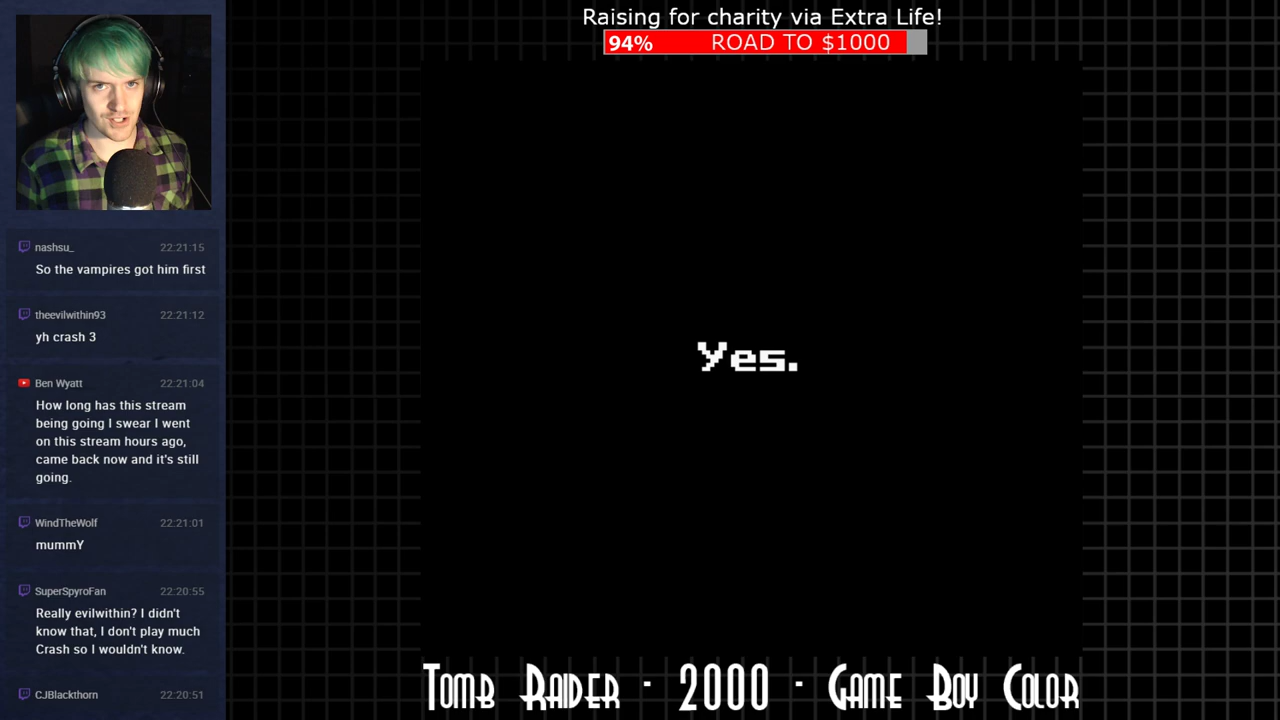 Raising for charity via Extra Life!
94% ROAD TO $1000
nashsu_ 22:21:15
So the vampires got him first
theevilwithin93 22:21:12
yh crash 3
Ben Wyatt 22:21:04
How long has this stream
being going I swear I went
on this stream hours ago,
came back now and it's still
going.
WindTheWolf 22:21:01
mummY
SuperSpyroFan 22:20:55
Really evilwithin? I didn't
know that, I don't play much
Crash so I wouldn't know.
CJBlackthorn 22:20:51
Yes.
Tomb Raider - 2000 - Game Boy Color